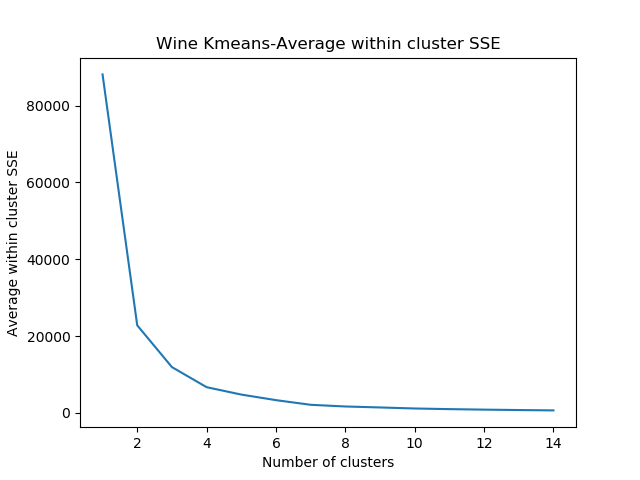 Wine Kmeans-Average within cluster SSE
80000
60000
40000
20000
0
Average within cluster SSE
2 4 6 8 10 12 14
Number of clusters